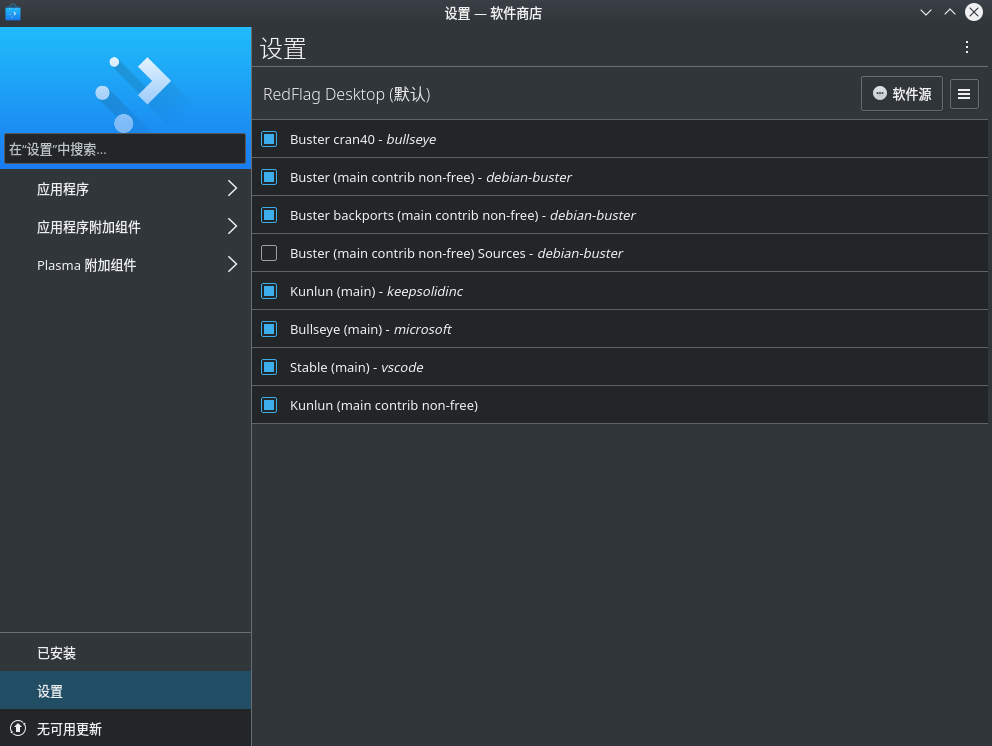 设置 — 软件商店
在“设置”中搜索...
应用程序
应用程序附加组件
Plasma 附加组件
已安装
设置
无可用更新
设置
RedFlag Desktop (默认)
软件源
Buster cran40 - bullseye
Buster (main contrib non-free) - debian-buster
Buster backports (main contrib non-free) - debian-buster
Buster (main contrib non-free) Sources - debian-buster
Kunlun (main) - keepsolidinc
Bullseye (main) - microsoft
Stable (main) - vscode
Kunlun (main contrib non-free)